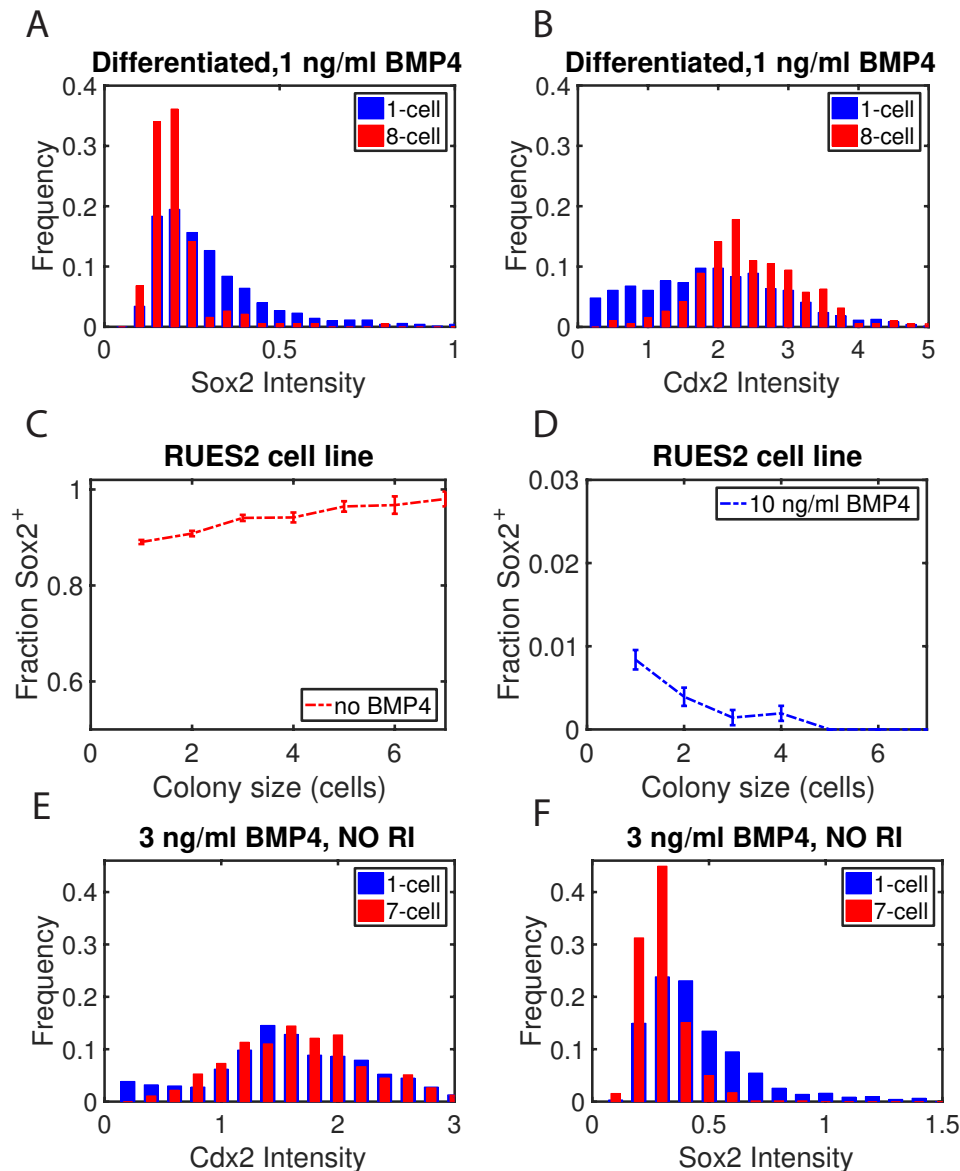 A
Differentiated,1 ng/ml BMP4
0.4
0.3
0.2
0.1
0
Frequency
1-cell
8-cell
0
0.5
1
Sox2 Intensity
B
Differentiated,1 ng/ml BMP4
0.4
0.3
0.2
0.1
0
Frequency
1-cell
8-cell
0
1
2
3
4
5
Cdx2 Intensity
C
RUES2 cell line
1
0.8
0.6
Fraction Sox2+
no BMP4
0
2
4
6
Colony size (cells)
D
RUES2 cell line
0.03
0.02
0.01
0
Fraction Sox2+
10 ng/ml BMP4
0
2
4
6
Colony size (cells)
E
3 ng/ml BMP4, NO RI
0.4
0.3
0.2
0.1
0
Frequency
1-cell
7-cell
0
1
2
3
Cdx2 Intensity
F
3 ng/ml BMP4, NO RI
0.4
0.3
0.2
0.1
0
Frequency
1-cell
7-cell
0
0.5
1
1.5
Sox2 Intensity